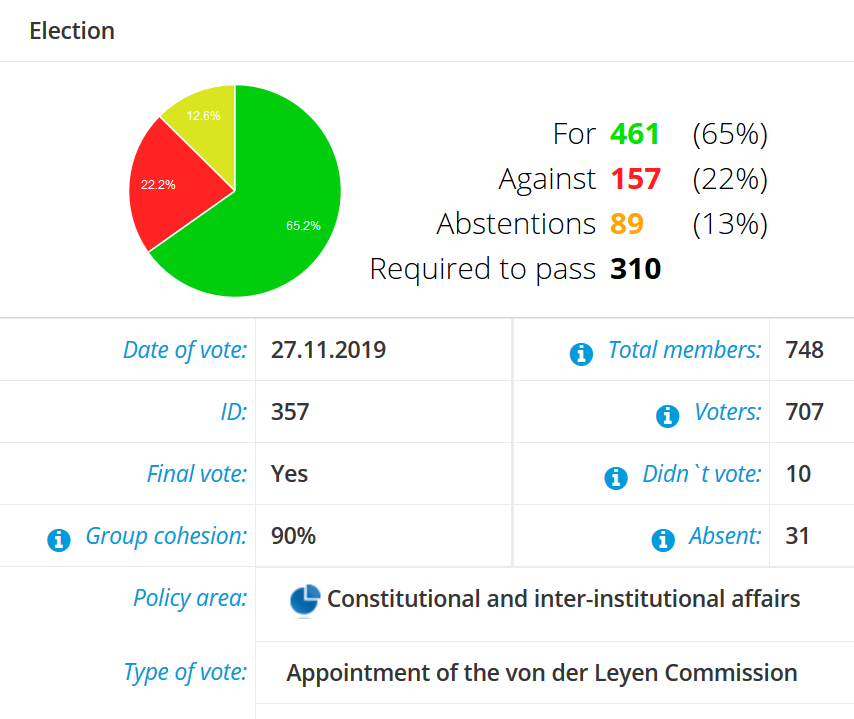 Election
12.6%
22.2%
65.2%
For 461 (65%)
Against 157 (22%)
Abstentions 89 (13%)
Required to pass 310
Date of vote: 27.11.2019 Total members: 748
ID: 357 Voters: 707
Final vote: Yes Didn`t vote: 10
Group cohesion: 90% Absent: 31
Policy area: Constitutional and inter-institutional affairs
Type of vote: Appointment of the von der Leyen Commission